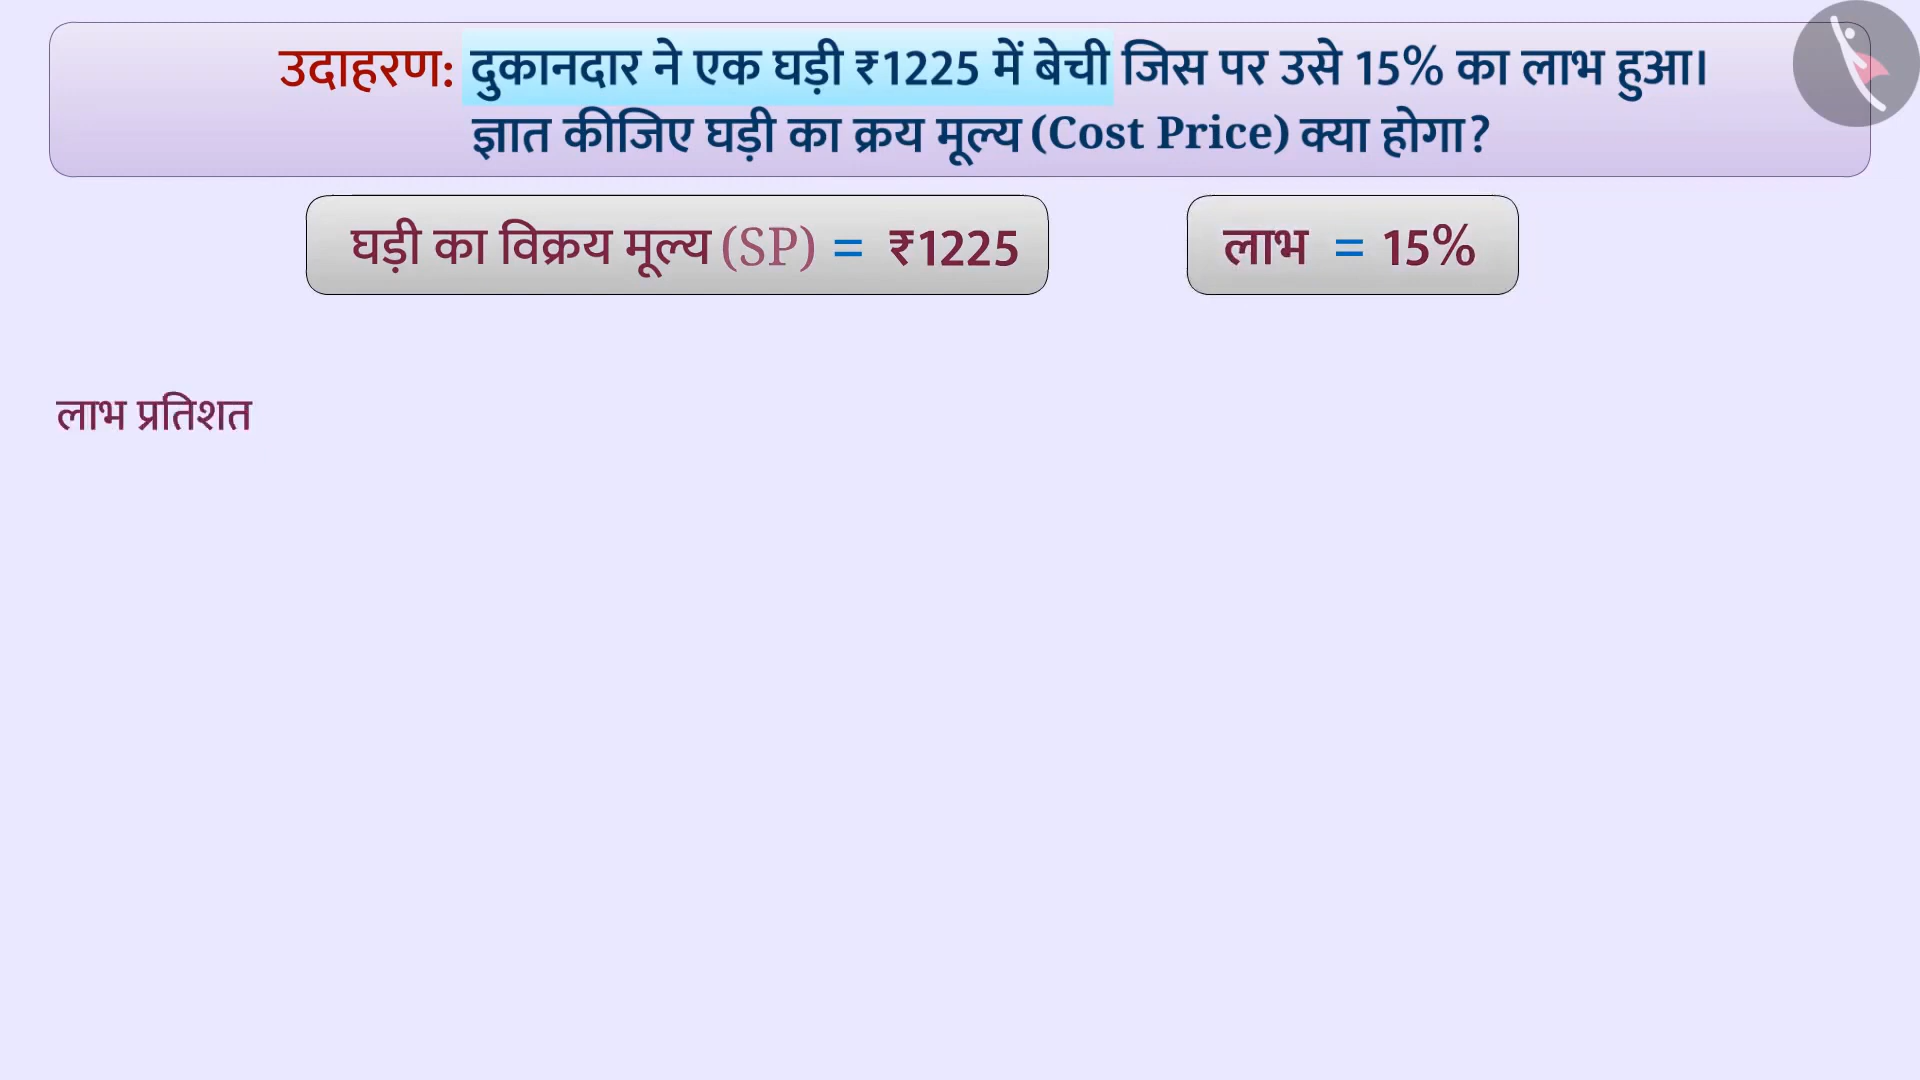 उदाहरण: दुकानदार ने एक घड़ी ₹1225 में बेची जिस पर उसे 15% का लाभ हुआ।
ज्ञात कीजिए घड़ी का क्रय मूल्य (Cost Price) क्या होगा?
घड़ी का विक्रय मूल्य (SP) = ₹1225
लाभ = 15%
लाभ प्रतिशत